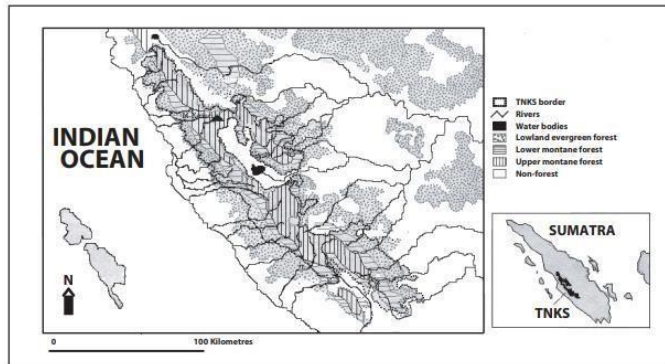 INDIAN
OCEAN
N
0
100 Kilometres
TNKS border
Rivers
Water bodies
Lowland evergreen forest
Lower montane forest
Upper montane forest
Non-forest
SUMATRA
TNKS